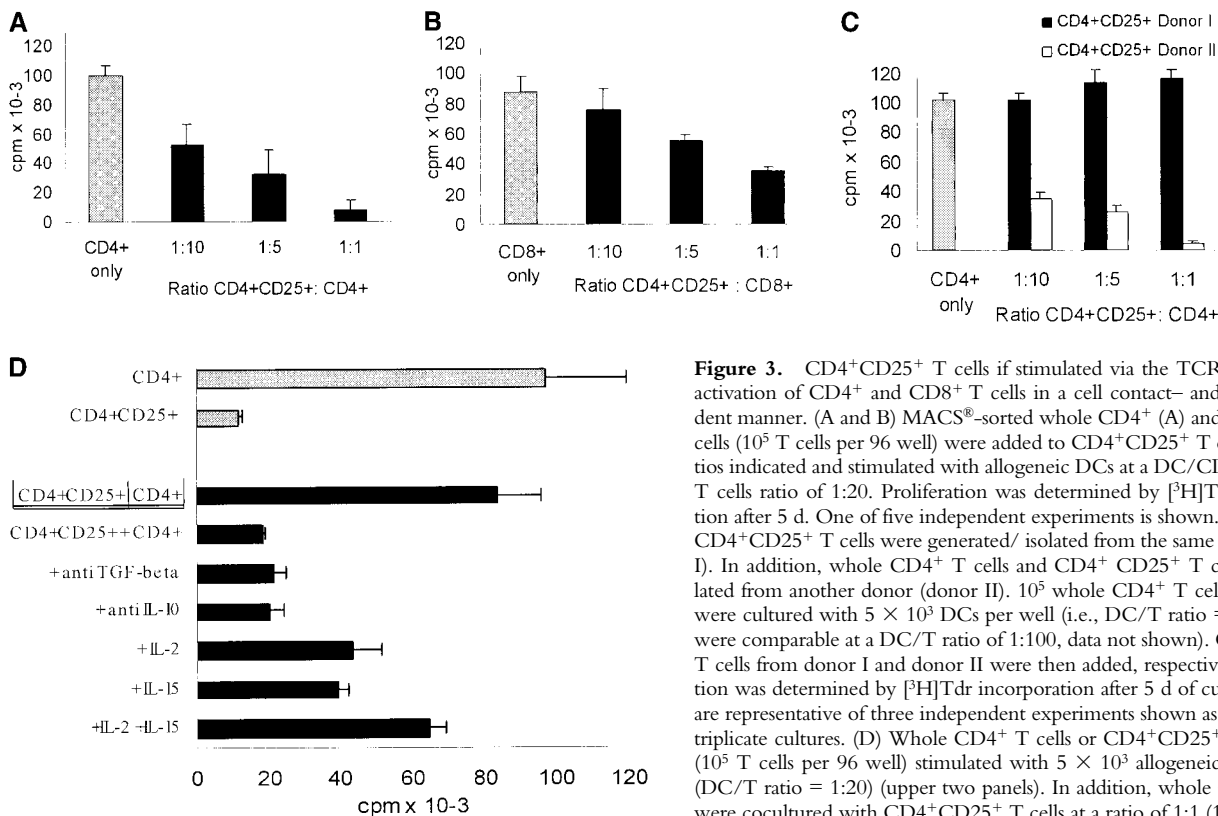 A
120
100
80
60
40
20
0
cpm x 10-3
CD4+ only
1:10
1:5
1:1
Ratio CD4+CD25+: CD4+
B
120
100
80
60
40
20
0
cpm x 10-3
CD8+ only
1:10
1:5
1:1
Ratio CD4+CD25+ : CD8+
C
CD4+CD25+ Donor I
CD4+CD25+ Donor II
120
100
80
60
40
20
0
cpm x 10-3
CD4+ only
1:10
1:5
1:1
Ratio CD4+CD25+: CD4+
D
CD4+
CD4+CD25+
CD4+CD25+ CD4+
CD4+CD25++CD4+
+antiTGF-beta
+antiIL-10
+IL-2
+IL-15
+IL-2 +IL-15
0 20 40 60 80 100 120
cpm x 10-3
Figure 3. CD4⁺CD25⁺ T cells if stimulated via the TCR
activation of CD4⁺ and CD8⁺ T cells in a cell contact– and
dent manner. (A and B) MACS®-sorted whole CD4⁺ (A) and
cells (10⁵ T cells per 96 well) were added to CD4⁺CD25⁺ T c
tios indicated and stimulated with allogeneic DCs at a DC/CD
T cells ratio of 1:20. Proliferation was determined by [³H]T
tion after 5 d. One of five independent experiments is shown.
CD4⁺CD25⁺ T cells were generated/ isolated from the same
I). In addition, whole CD4⁺ T cells and CD4⁺ CD25⁺ T c
lated from another donor (donor II). 10⁵ whole CD4⁺ T cel
were cultured with 5 × 10³ DCs per well (i.e., DC/T ratio =
were comparable at a DC/T ratio of 1:100, data not shown). C
T cells from donor I and donor II were then added, respectiv
tion was determined by [³H]Tdr incorporation after 5 d of cu
are representative of three independent experiments shown as
triplicate cultures. (D) Whole CD4⁺ T cells or CD4⁺CD25⁺
(10⁵ T cells per 96 well) stimulated with 5 × 10³ allogeneic
(DC/T ratio = 1:20) (upper two panels). In addition, whole
were cocultured with CD4⁺CD25⁺ T cells at a ratio of 1:1 (1